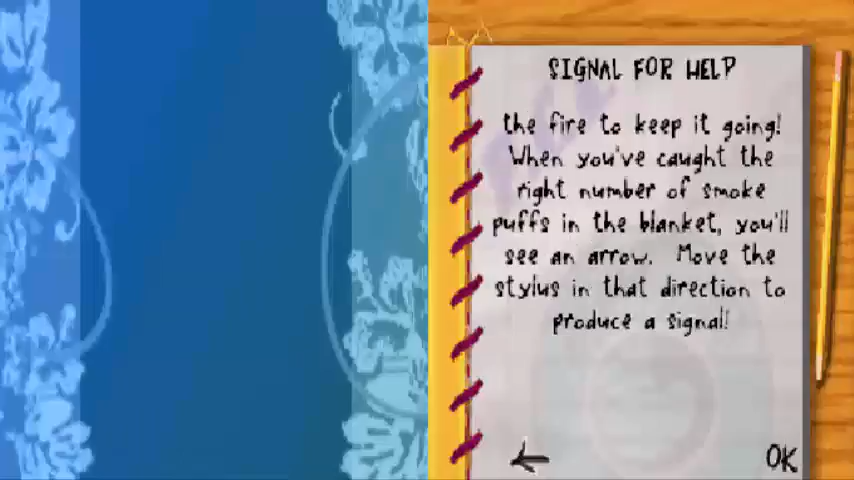 SIGNAL FOR HELP
the fire to keep it going!
When you've caught the
right number of smoke
puffs in the blanket, you'll
see an arrow. Move the
stylus in that direction to
produce a signal!
OK